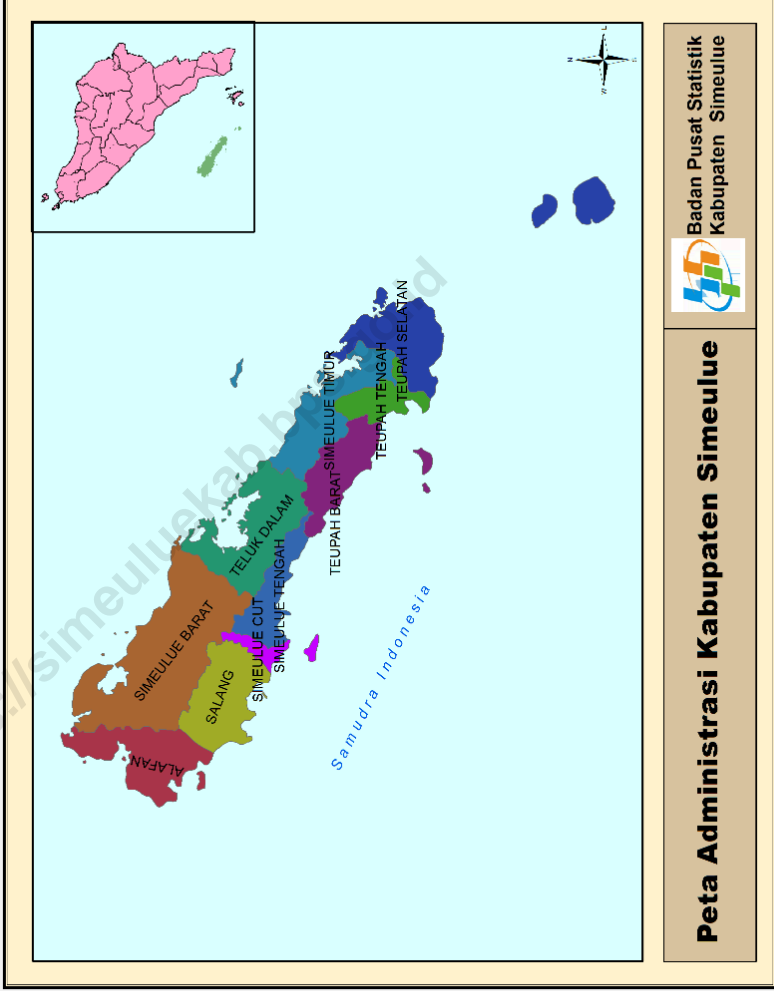 ALAFAN
SIMEULUE BARAT
SALANG
SIMEULUE CUT
SIMEULUE TENGAH
TELUK DALAM
TEUPAH BARAT
SIMEULUE TIMUR
TEUPAH TENGAH
TEUPAH SELATAN
Samudra Indonesia
N
L
W
Peta Administrasi Kabupaten Simeulue
Badan Pusat Statistik
Kabupaten Simeulue